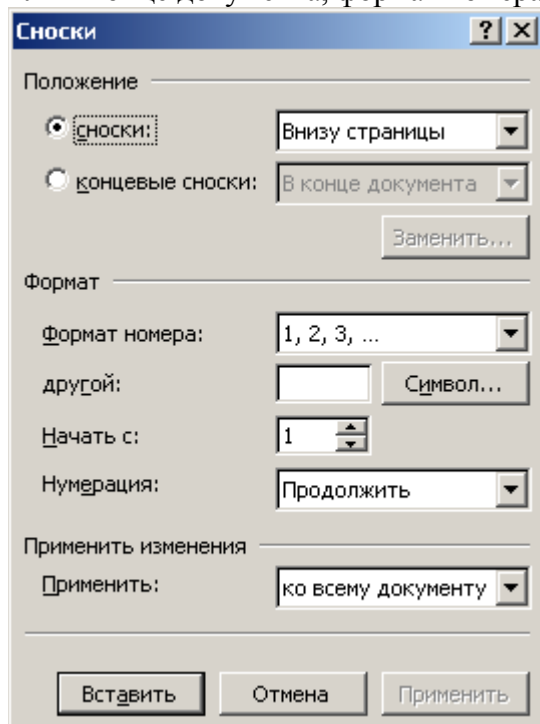 Сноски
Положение
сноски: Внизу страницы
концевые сноски: В конце документа
Заменить...
Формат
Формат номера: 1, 2, 3, ...
другой: Символ...
Начать с: 1
Нумерация: Продолжить
Применить изменения
Применить: ко всему документу
Вставить Отмена Применить